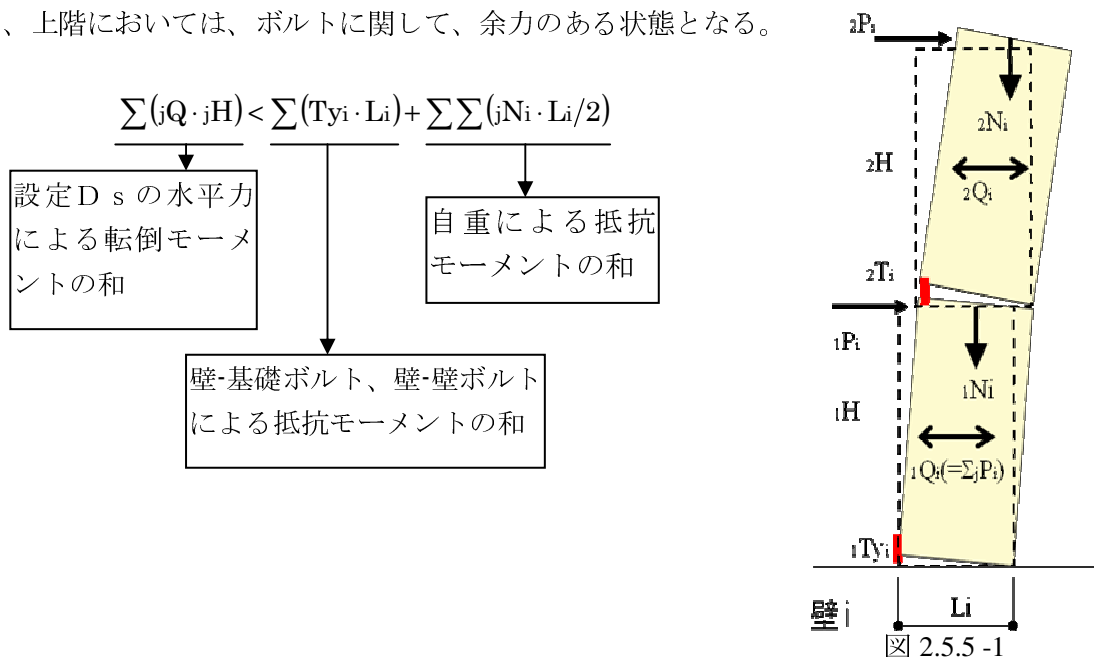 、上階においては、ボルトに関して、余力のある状態となる。
∑(jQ・jH) < ∑(Tyi・Li) + ∑∑(jNi・Li/2)
設定Dsの水平力
による転倒モーメ
ントの和
自重による抵抗
モーメントの和
壁-基礎ボルト、壁-壁ボルト
による抵抗モーメントの和
2Pi
2Ni
2H
2Qi
2Ti
1Pi
1Ni
1H
1Qi(=ΣjPi)
1Tyi
壁i
Li
図 2.5.5 -1